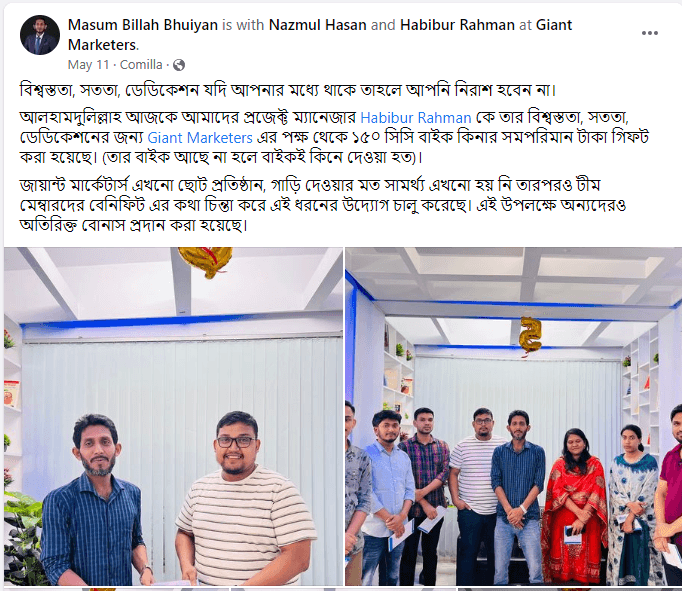 Masum Billah Bhuiyan is with Nazmul Hasan and Habibur Rahman at Giant
Marketers.
May 11 · Comilla ·
বিশ্বস্ততা, সততা, ডেডিকেশন যদি আপনার মধ্যে থাকে তাহলে আপনি নিরাশ হবেন না।
আলহামদুলিল্লাহ আজকে আমাদের প্রজেক্ট ম্যানেজার Habibur Rahman কে তার বিশ্বস্ততা, সততা,
ডেডিকেশনের জন্য Giant Marketers এর পক্ষ থেকে ১৫০ সিসি বাইক কিনার সমপরিমান টাকা গিফট
করা হয়েছে। (তার বাইক আছে না হলে বাইকই কিনে দেওয়া হত)।
জায়ান্ট মার্কেটার্স এখনো ছোট প্রতিষ্ঠান, গাড়ি দেওয়ার মত সামর্থ্য এখনো হয় নি তারপরও টীম
মেম্বারদের বেনিফিট এর কথা চিন্তা করে এই ধরনের উদ্যোগ চালু করেছে। এই উপলক্ষে অন্যদেরও
অতিরিক্ত বোনাস প্রদান করা হয়েছে।